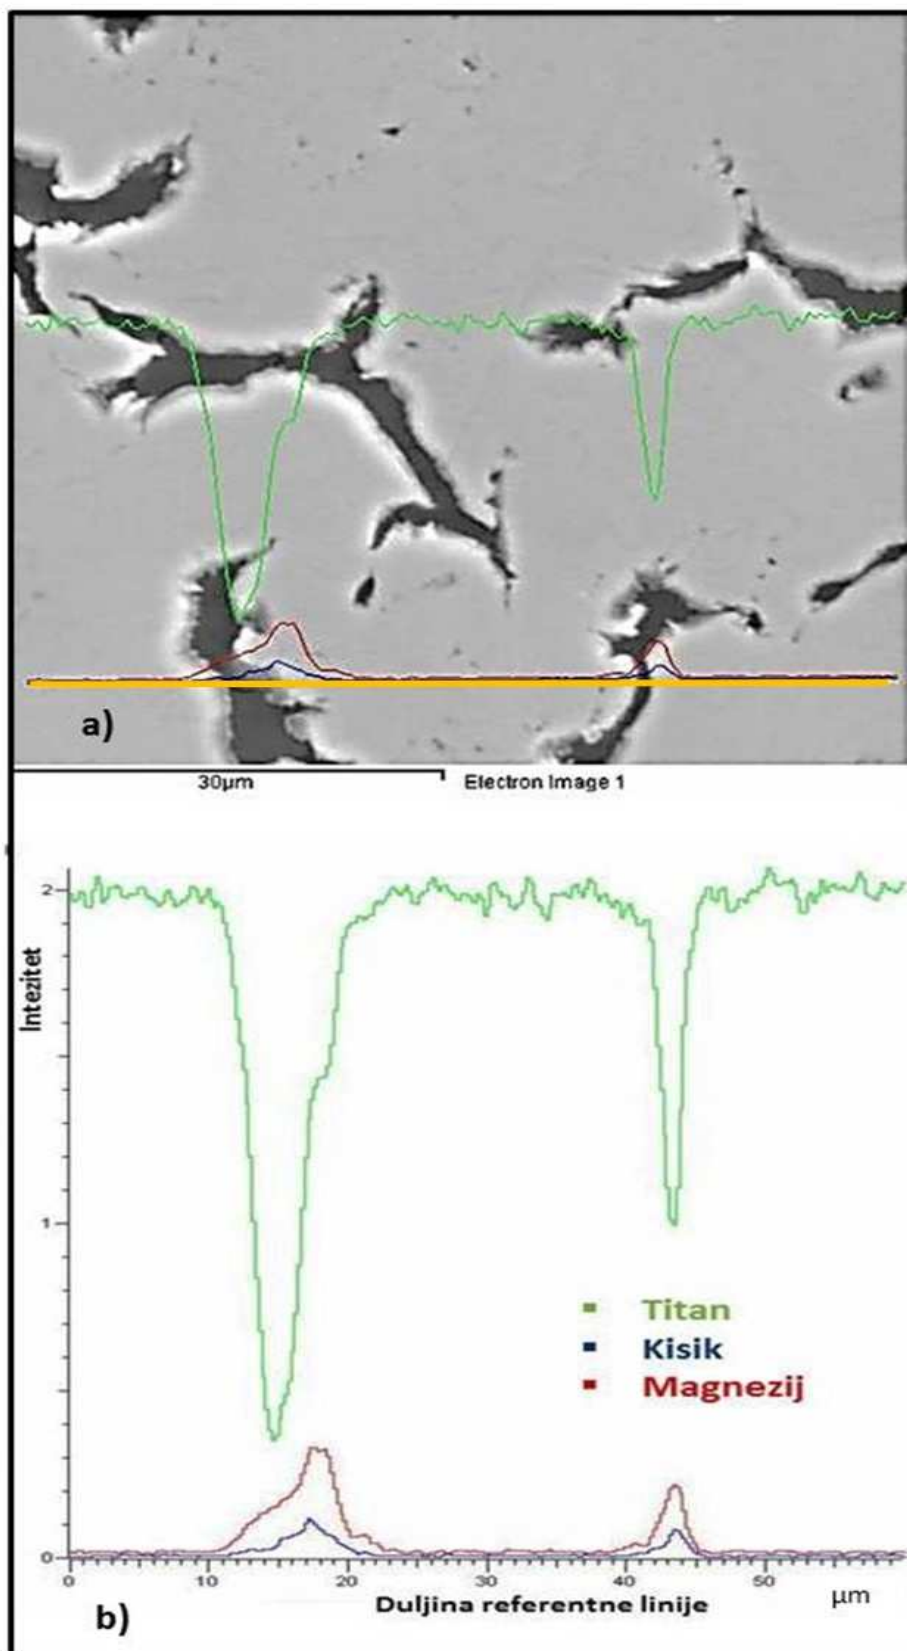 a)
30µm Electron Image 1
Intezitet
2
1
0
Titan
Kisik
Magnezij
0 10 20 30 40 50 µm
Duljina referentne linije
b)